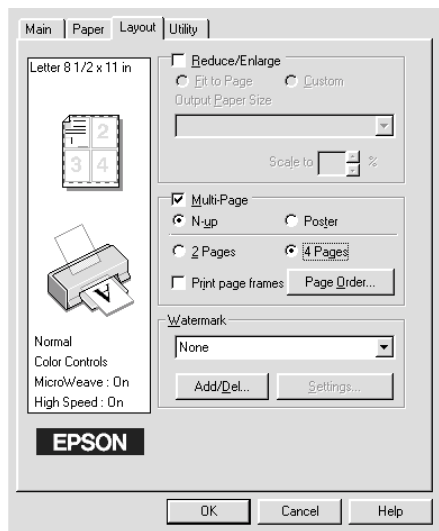 Main Paper Layout Utility
Letter 8 1/2 x 11 in
1 2
3 4
A
Normal
Color Controls
MicroWeave : On
High Speed : On
EPSON
Reduce/Enlarge
Fit to Page Custom
Output Paper Size
Scale to %
Multi-Page
N-up Poster
2 Pages 4 Pages
Print page frames Page Order...
Watermark
None
Add/Del... Settings...
OK Cancel Help